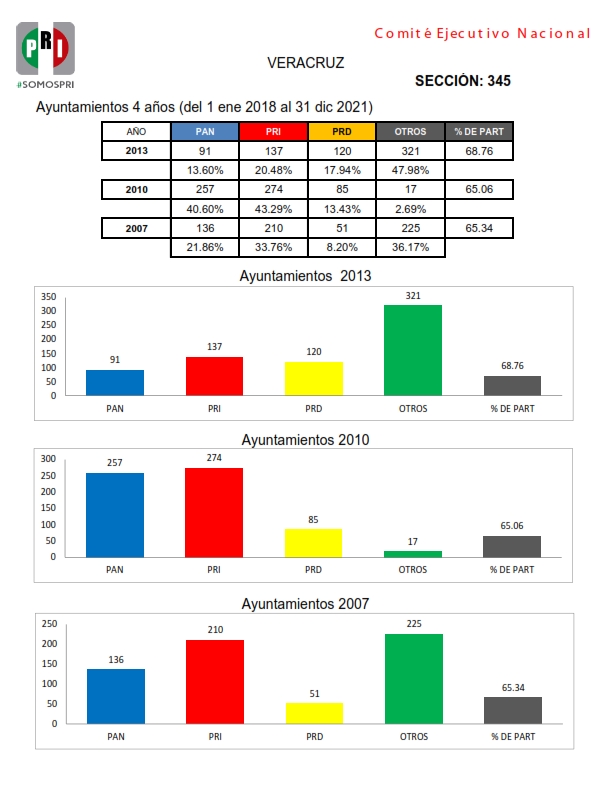 Comité Ejecutivo Nacional
PRI
#SOMOSPRI
VERACRUZ
SECCIÓN: 345
Ayuntamientos 4 años (del 1 ene 2018 al 31 dic 2021)
AÑO PAN PRI PRD OTROS % DE PART
2013 91 137 120 321 68.76
13.60% 20.48% 17.94% 47.98%
2010 257 274 85 17 65.06
40.60% 43.29% 13.43% 2.69%
2007 136 210 51 225 65.34
21.86% 33.76% 8.20% 36.17%
Ayuntamientos 2013
350
300
250
200
150
100
50
0
91 137 120 321 68.76
PAN PRI PRD OTROS % DE PART
Ayuntamientos 2010
300
250
200
150
100
50
0
257 274 85 17 65.06
PAN PRI PRD OTROS % DE PART
Ayuntamientos 2007
250
200
150
100
50
0
136 210 51 225 65.34
PAN PRI PRD OTROS % DE PART